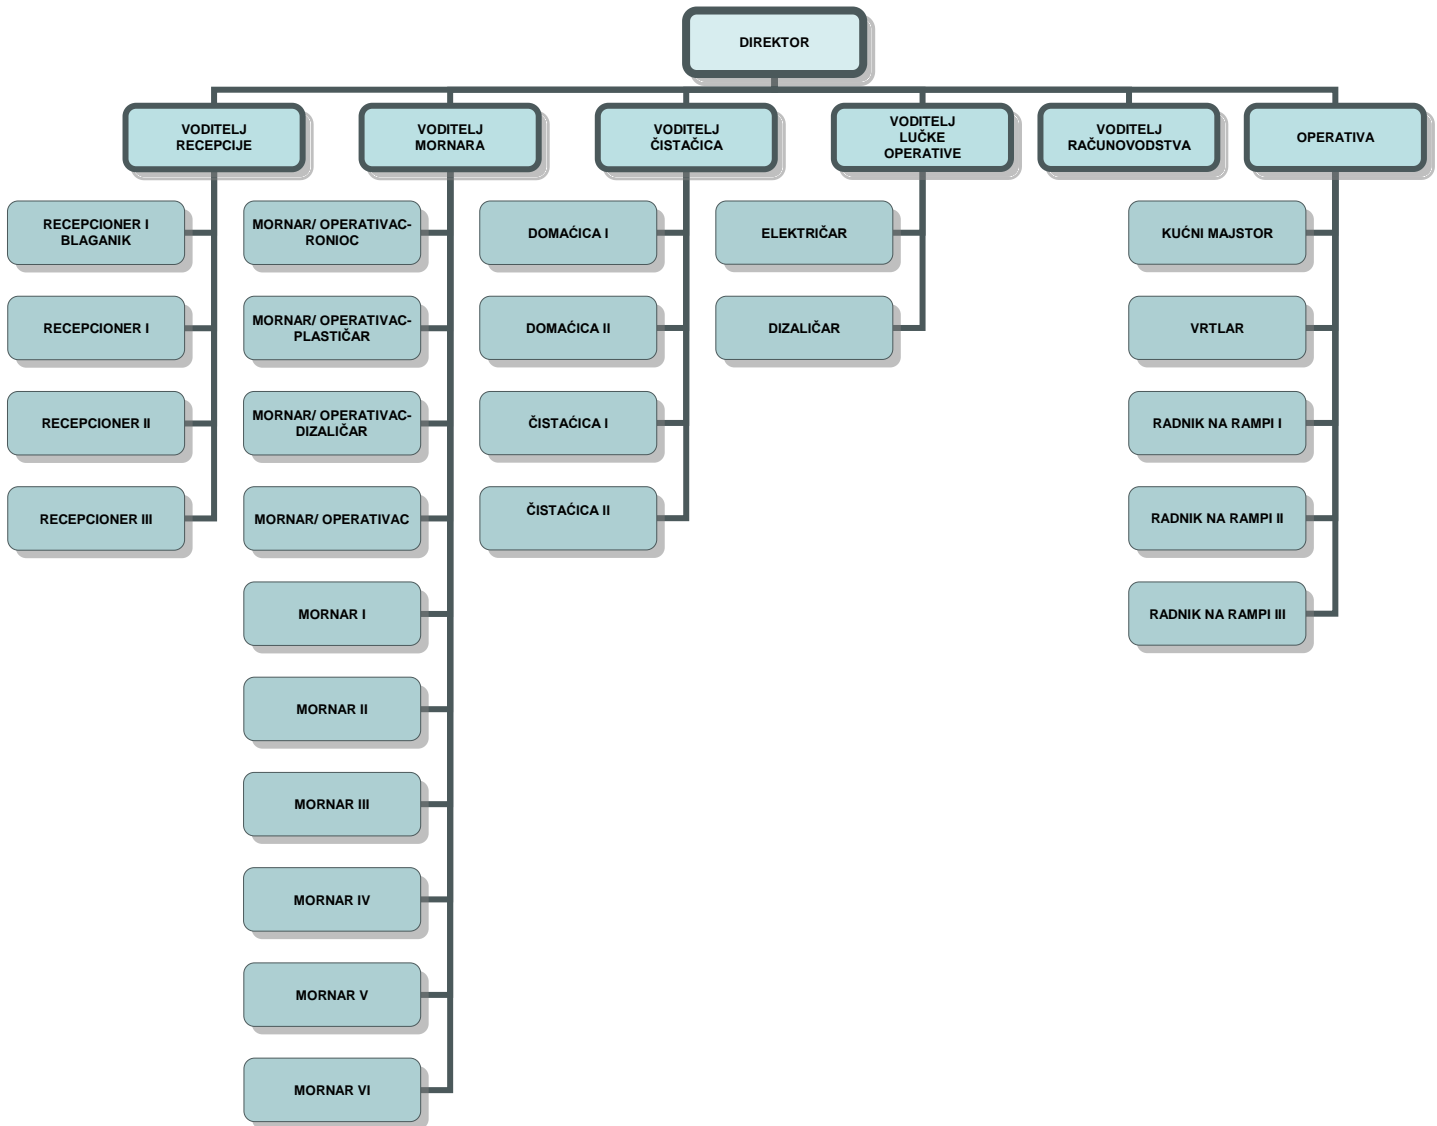 DIREKTOR
VODITELJ
RECEPCIJE
VODITELJ
MORNARA
VODITELJ
ČISTAČICA
VODITELJ
LUČKE
OPERATIVE
VODITELJ
RAČUNOVODSTVA
OPERATIVA
RECEPCIONER I
BLAGANIK
RECEPCIONER I
RECEPCIONER II
RECEPCIONER III
MORNAR/ OPERATIVAC-
RONIOC
MORNAR/ OPERATIVAC-
PLASTIČAR
MORNAR/ OPERATIVAC-
DIZALIČAR
MORNAR/ OPERATIVAC
MORNAR I
MORNAR II
MORNAR III
MORNAR IV
MORNAR V
MORNAR VI
DOMAĆICA I
DOMAĆICA II
ČISTAĆICA I
ČISTAĆICA II
ELEKTRIČAR
DIZALIČAR
KUĆNI MAJSTOR
VRTLAR
RADNIK NA RAMPI I
RADNIK NA RAMPI II
RADNIK NA RAMPI III